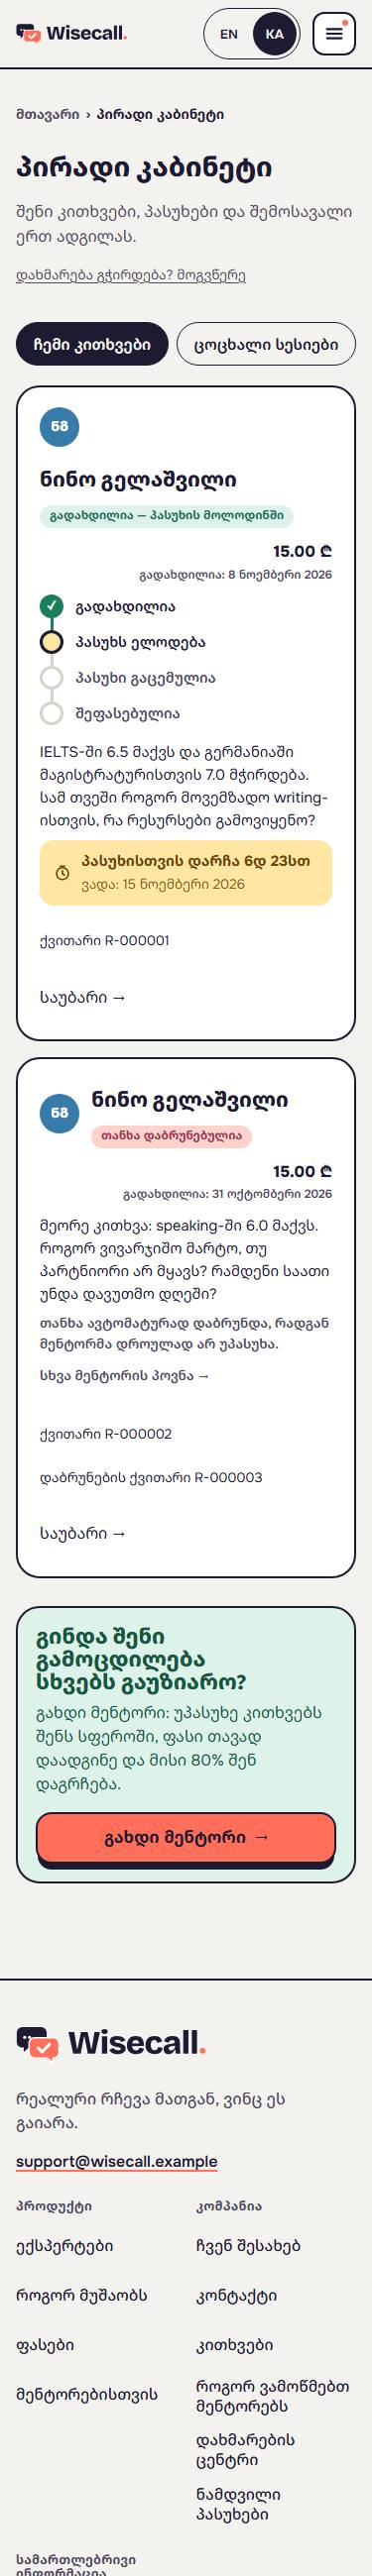 Wisecall.
EN
KA
მთავარი › პირადი კაბინეტი
პირადი კაბინეტი
შენი კითხვები, პასუხები და შემოსავალი
ერთ ადგილას.
დახმარება გჭირდება? მოგვწერე
ჩემი კითხვები
ცოცხალი სესიები
ნგ
ნინო გელაშვილი
გადახდილია — პასუხის მოლოდინში
15.00 ₾
გადახდილია: 8 ნოემბერი 2026
გადახდილია
პასუხს ელოდება
პასუხი გაცემულია
შეფასებულია
IELTS-ში 6.5 მაქვს და გერმანიაში
მაგისტრატურისთვის 7.0 მჭირდება.
სამ თვეში როგორ მოვემზადო writing-
ისთვის, რა რესურსები გამოვიყენო?
პასუხისთვის დარჩა 6დ 23სთ
ვადა: 15 ნოემბერი 2026
ქვითარი R-000001
საუბარი →
ნგ
ნინო გელაშვილი
თანხა დაბრუნებულია
15.00 ₾
გადახდილია: 31 ოქტომბერი 2026
მეორე კითხვა: speaking-ში 6.0 მაქვს.
როგორ ვივარჯიშო მარტო, თუ
პარტნიორი არ მყავს? რამდენი საათი
უნდა დავუთმო დღეში?
თანხა ავტომატურად დაბრუნდა, რადგან
მენტორმა დროულად არ უპასუხა.
სხვა მენტორის პოვნა →
ქვითარი R-000002
დაბრუნების ქვითარი R-000003
საუბარი →
გინდა შენი
გამოცდილება
სხვებს გაუზიარო?
გახდი მენტორი: უპასუხე კითხვებს
შენს სფეროში, ფასი თავად
დაადგინე და მისი 80% შენ
დაგრჩება.
გახდი მენტორი →
Wisecall.
რეალური რჩევა მათგან, ვინც ეს
გაიარა.
support@wisecall.example
პროდუქტი
კომპანია
ექსპერტები
ჩვენ შესახებ
როგორ მუშაობს
კონტაქტი
ფასები
კითხვები
მენტორებისთვის
როგორ ვამოწმებთ
მენტორებს
დახმარების
ცენტრი
ნამდვილი
პასუხები
სამართლებრივი
ინფორმაცია